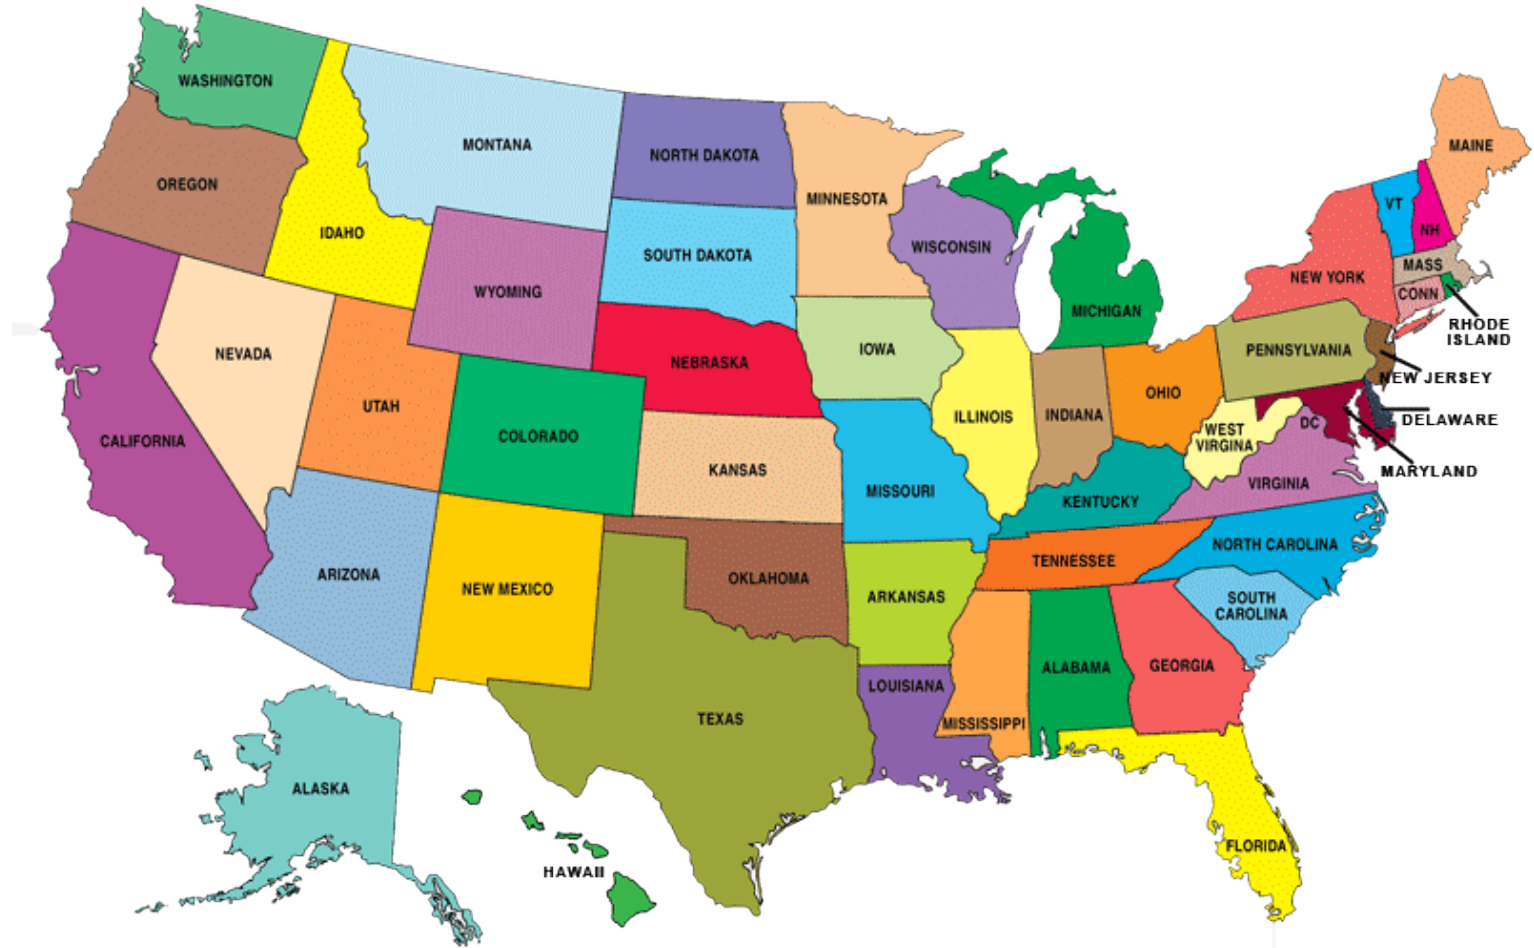 WASHINGTON
OREGON
IDAHO
MONTANA
NORTH DAKOTA
MINNESOTA
SOUTH DAKOTA
WYOMING
WISCONSIN
MICHIGAN
MAINE
VT
NH
NEW YORK
MASS
CONN
RHODE
ISLAND
PENNSYLVANIA
NEW JERSEY
DELAWARE
MARYLAND
DC
WEST
VIRGINA
VIRGINIA
OHIO
INDIANA
ILLINOIS
IOWA
NEBRASKA
NEVADA
UTAH
CALIFORNIA
COLORADO
KANSAS
MISSOURI
KENTUCKY
NORTH CAROLINA
TENNESSEE
SOUTH
CAROLINA
ARIZONA
NEW MEXICO
OKLAHOMA
ARKANSAS
LOUISIANA
MISSISSIPPI
ALABAMA
GEORGIA
TEXAS
FLORIDA
ALASKA
HAWAII